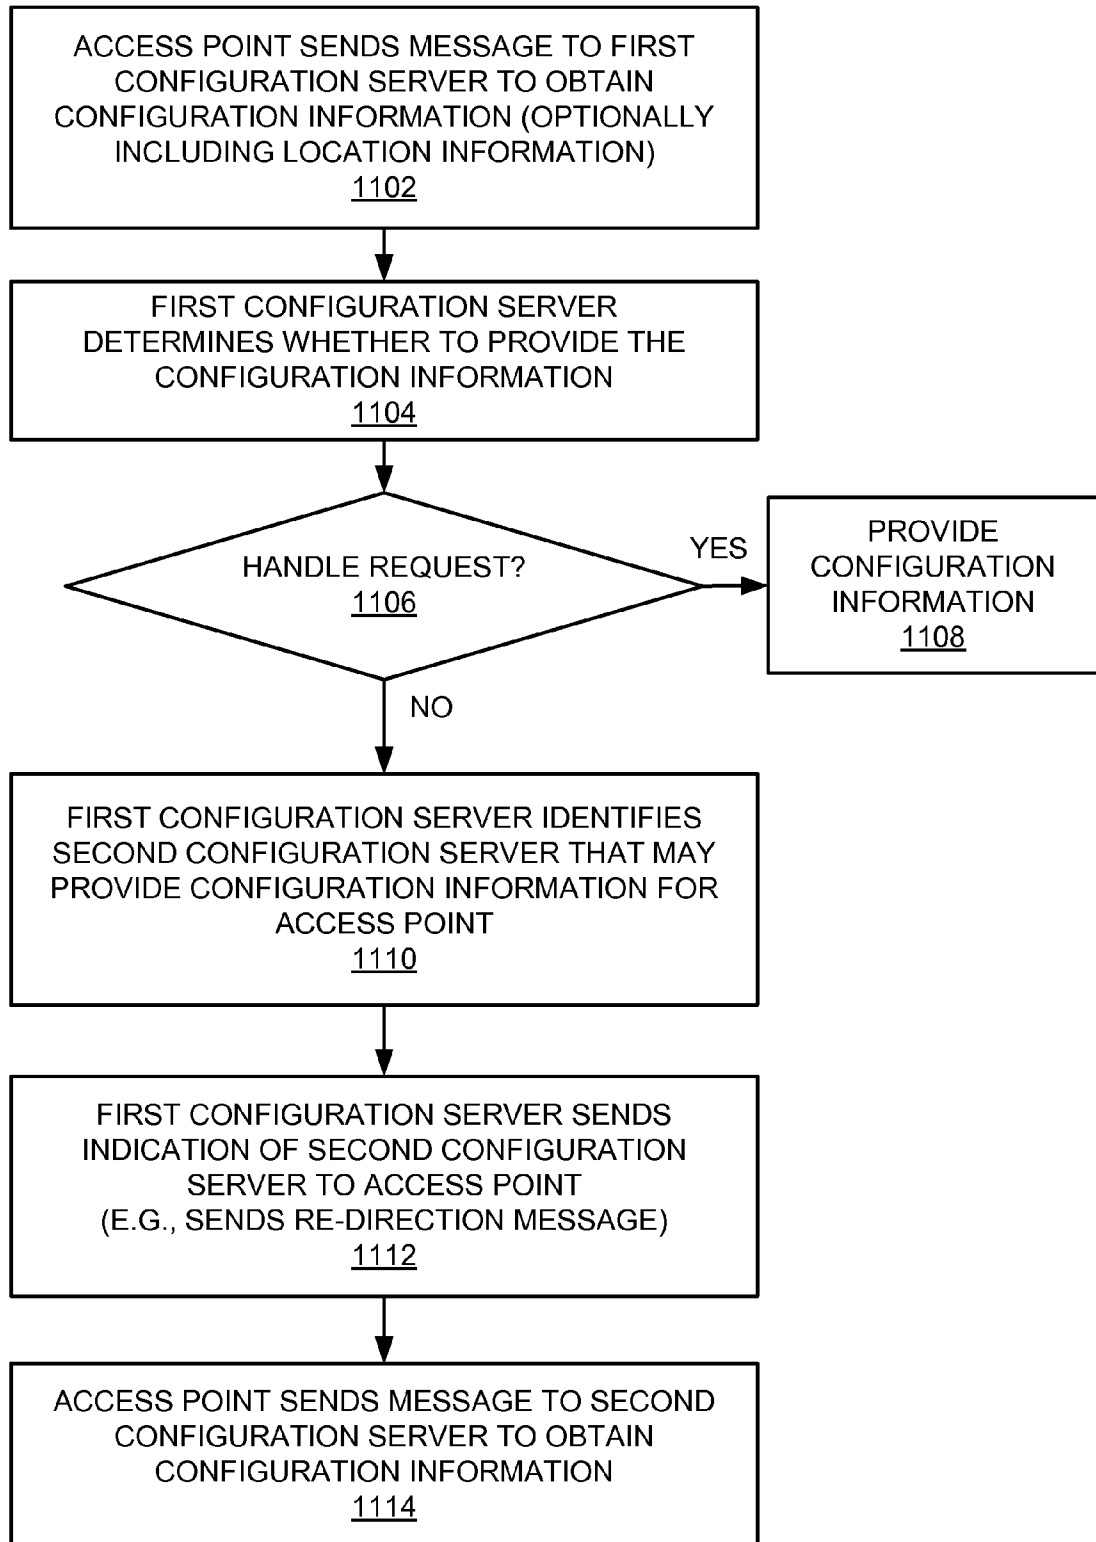 ACCESS POINT SENDS MESSAGE TO FIRST
CONFIGURATION SERVER TO OBTAIN
CONFIGURATION INFORMATION (OPTIONALLY
INCLUDING LOCATION INFORMATION)
1102
FIRST CONFIGURATION SERVER
DETERMINES WHETHER TO PROVIDE THE
CONFIGURATION INFORMATION
1104
HANDLE REQUEST?
1106
YES
PROVIDE
CONFIGURATION
INFORMATION
1108
NO
FIRST CONFIGURATION SERVER IDENTIFIES
SECOND CONFIGURATION SERVER THAT MAY
PROVIDE CONFIGURATION INFORMATION FOR
ACCESS POINT
1110
FIRST CONFIGURATION SERVER SENDS
INDICATION OF SECOND CONFIGURATION
SERVER TO ACCESS POINT
(E.G., SENDS RE-DIRECTION MESSAGE)
1112
ACCESS POINT SENDS MESSAGE TO SECOND
CONFIGURATION SERVER TO OBTAIN
CONFIGURATION INFORMATION
1114